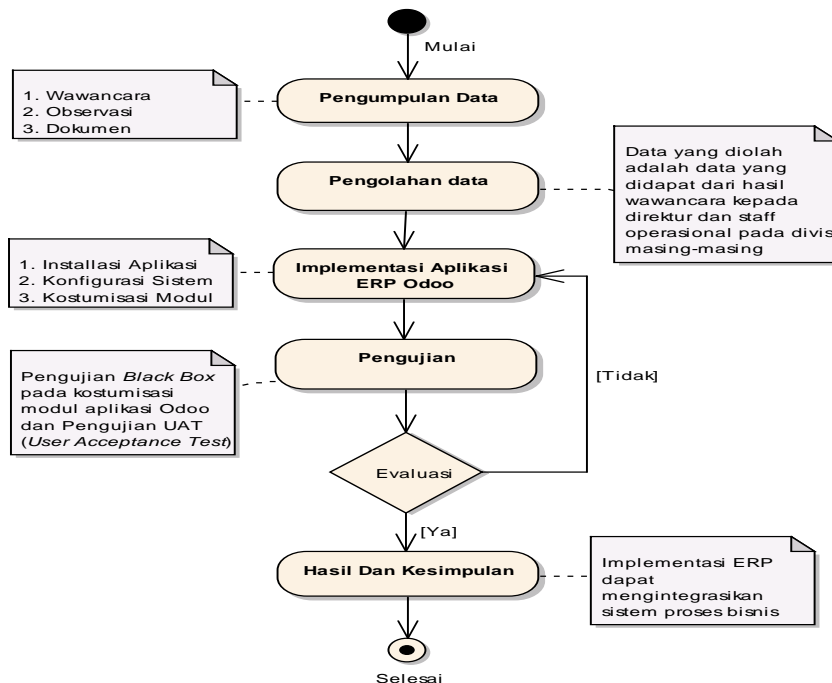 Mulai
Pengumpulan Data
1. Wawancara
2. Observasi
3. Dokumen
Pengolahan data
Data yang diolah
adalah data yang
didapat dari hasil
wawancara kepada
direktur dan staff
operasional pada divis
masing-masing
Implementasi Aplikasi
ERP Odoo
1. Installasi Aplikasi
2. Konfigurasi Sistem
3. Kostumisasi Modul
Pengujian
Pengujian Black Box
pada kostumisasi
modul aplikasi Odoo
dan Pengujian UAT
(User Acceptance Test)
[Tidak]
Evaluasi
[Ya]
Hasil Dan Kesimpulan
Implementasi ERP
dapat
mengintegrasikan
sistem proses bisnis
Selesai